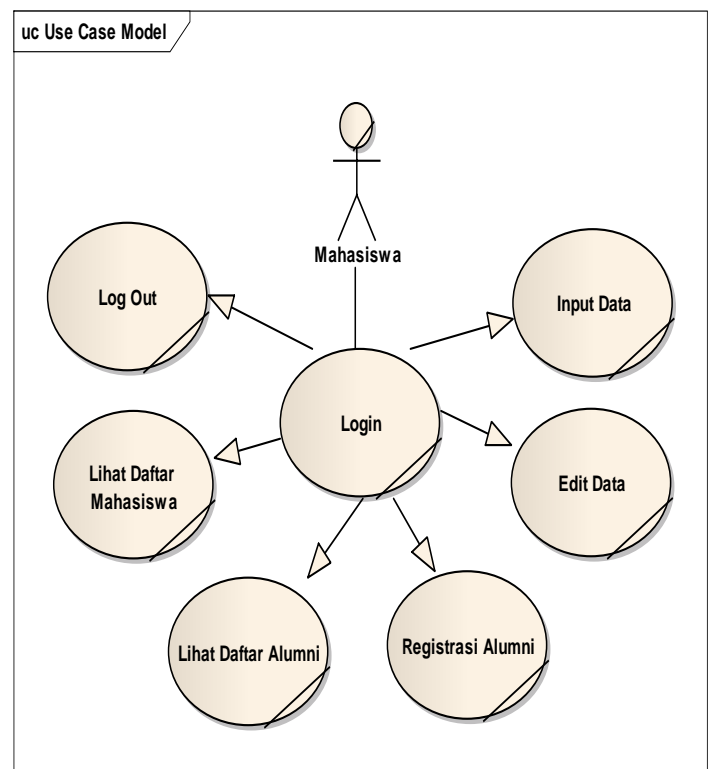 uc Use Case Model
Mahasiswa
Log Out
Input Data
Login
Lihat Daftar
Mahasiswa
Edit Data
Lihat Daftar Alumni
Registrasi Alumni